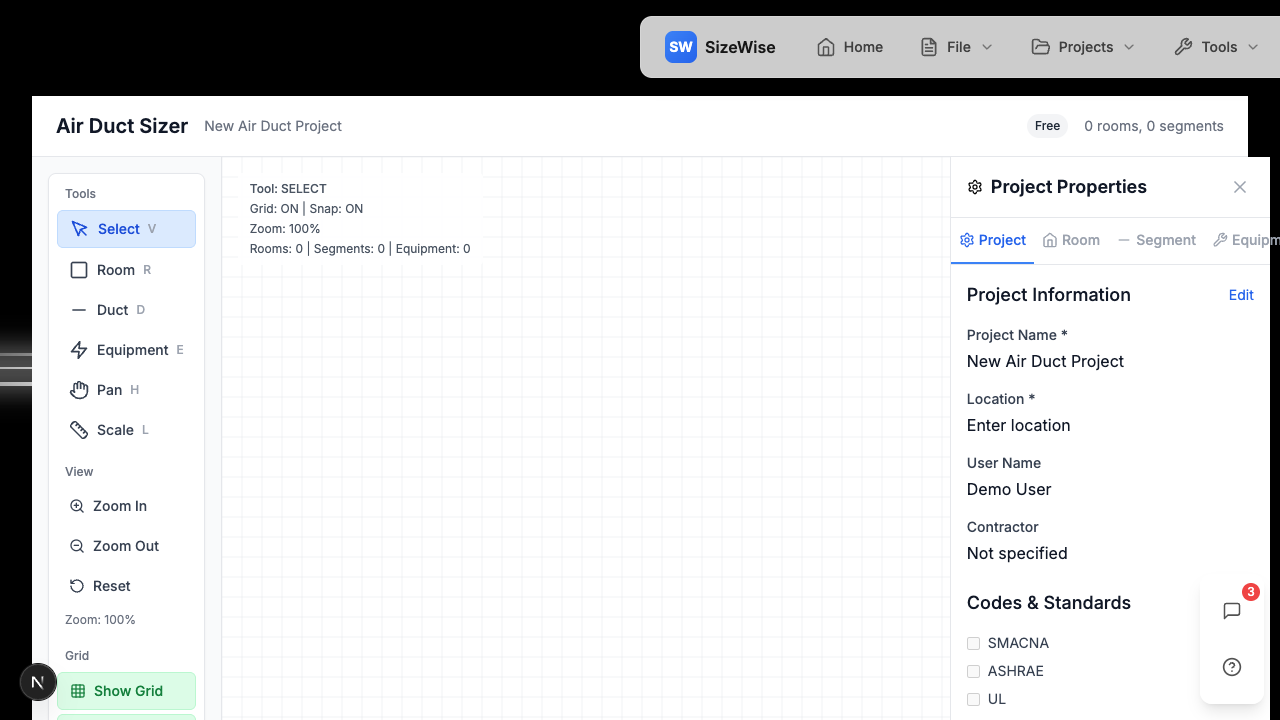 SW SizeWise Home File Projects Tools
Air Duct Sizer New Air Duct Project Free 0 rooms, 0 segments
Tools
Select V
Room R
Duct D
Equipment E
Pan H
Scale L
View
Zoom In
Zoom Out
Reset
Zoom: 100%
Grid
Show Grid
N
Tool: SELECT
Grid: ON | Snap: ON
Zoom: 100%
Rooms: 0 | Segments: 0 | Equipment: 0
Project Properties
Project Room Segment Equipm
Project Information Edit
Project Name *
New Air Duct Project
Location *
Enter location
User Name
Demo User
Contractor
Not specified
Codes & Standards
SMACNA
ASHRAE
UL
3